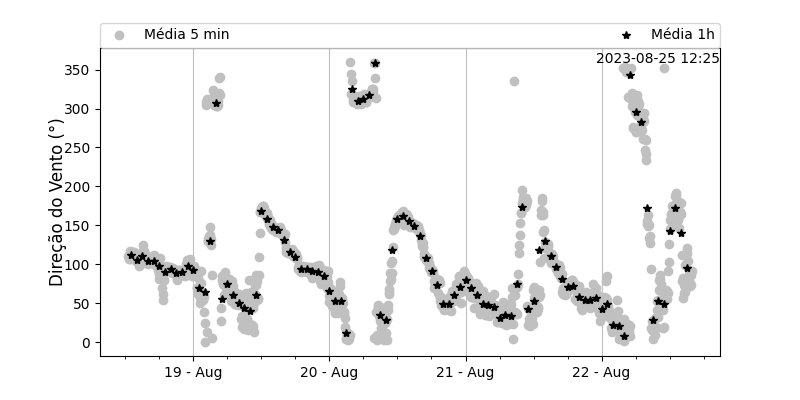 Média 5 min
Média 1h
2023-08-25 12:25
Direção do Vento (°)
350
300
250
200
150
100
50
0
19 - Aug
20 - Aug
21 - Aug
22 - Aug